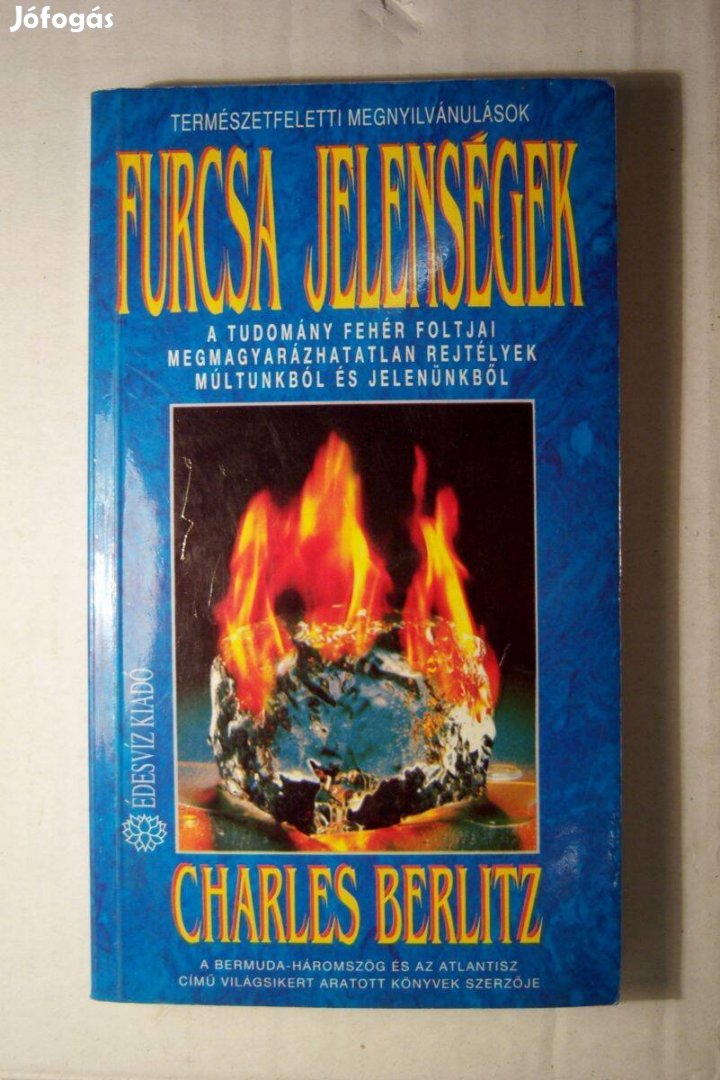 Jófogás
TERMÉSZETFELETTI MEGNYILVÁNULÁSOK
FURCSA JELENSÉGEK
A TUDOMÁNY FEHÉR FOLTJAI
MEGMAGYARÁZHATATLAN REJTÉLYEK
MÚLTUNKBÓL ÉS JELENÜNKBŐL
ÉDESVÍZ KIADÓ
CHARLES BERLITZ
A BERMUDA-HÁROMSZÖG ÉS AZ ATLANTISZ
CÍMŰ VILÁGSIKERT ARATOTT KÖNYVEK SZERZŐJE